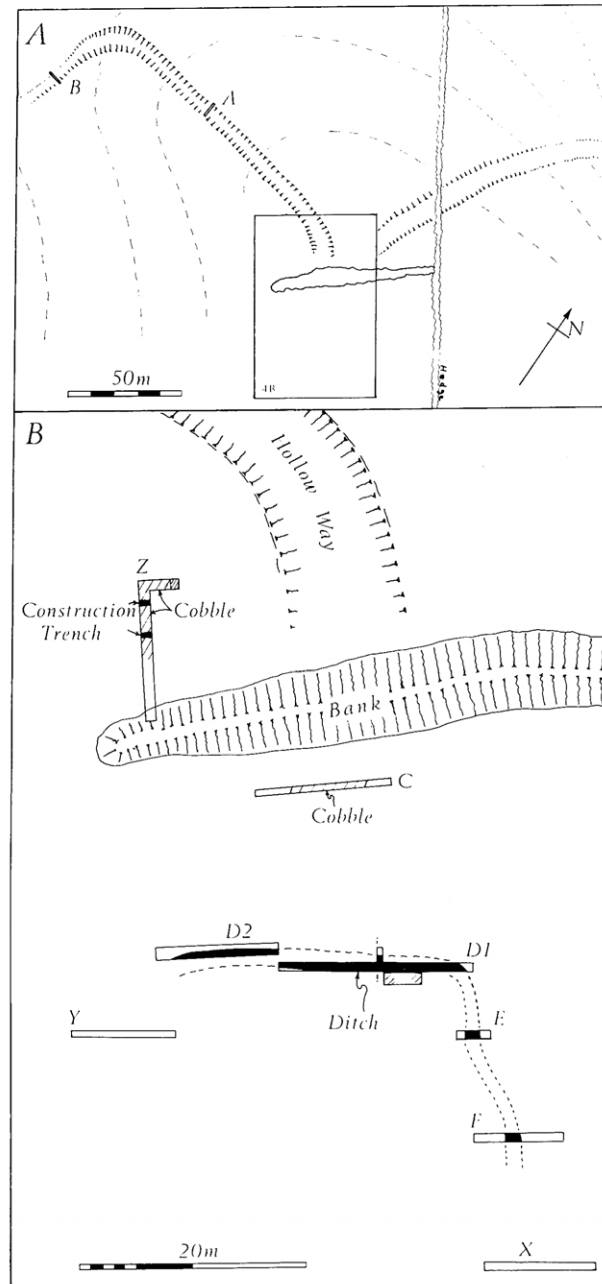 A
B
A
N
50m
4B
Hedge
B
Hollow Way
Z
Construction
Trench
Cobble
Bank
C
Cobble
D2
D1
Ditch
Y
E
F
20m
X